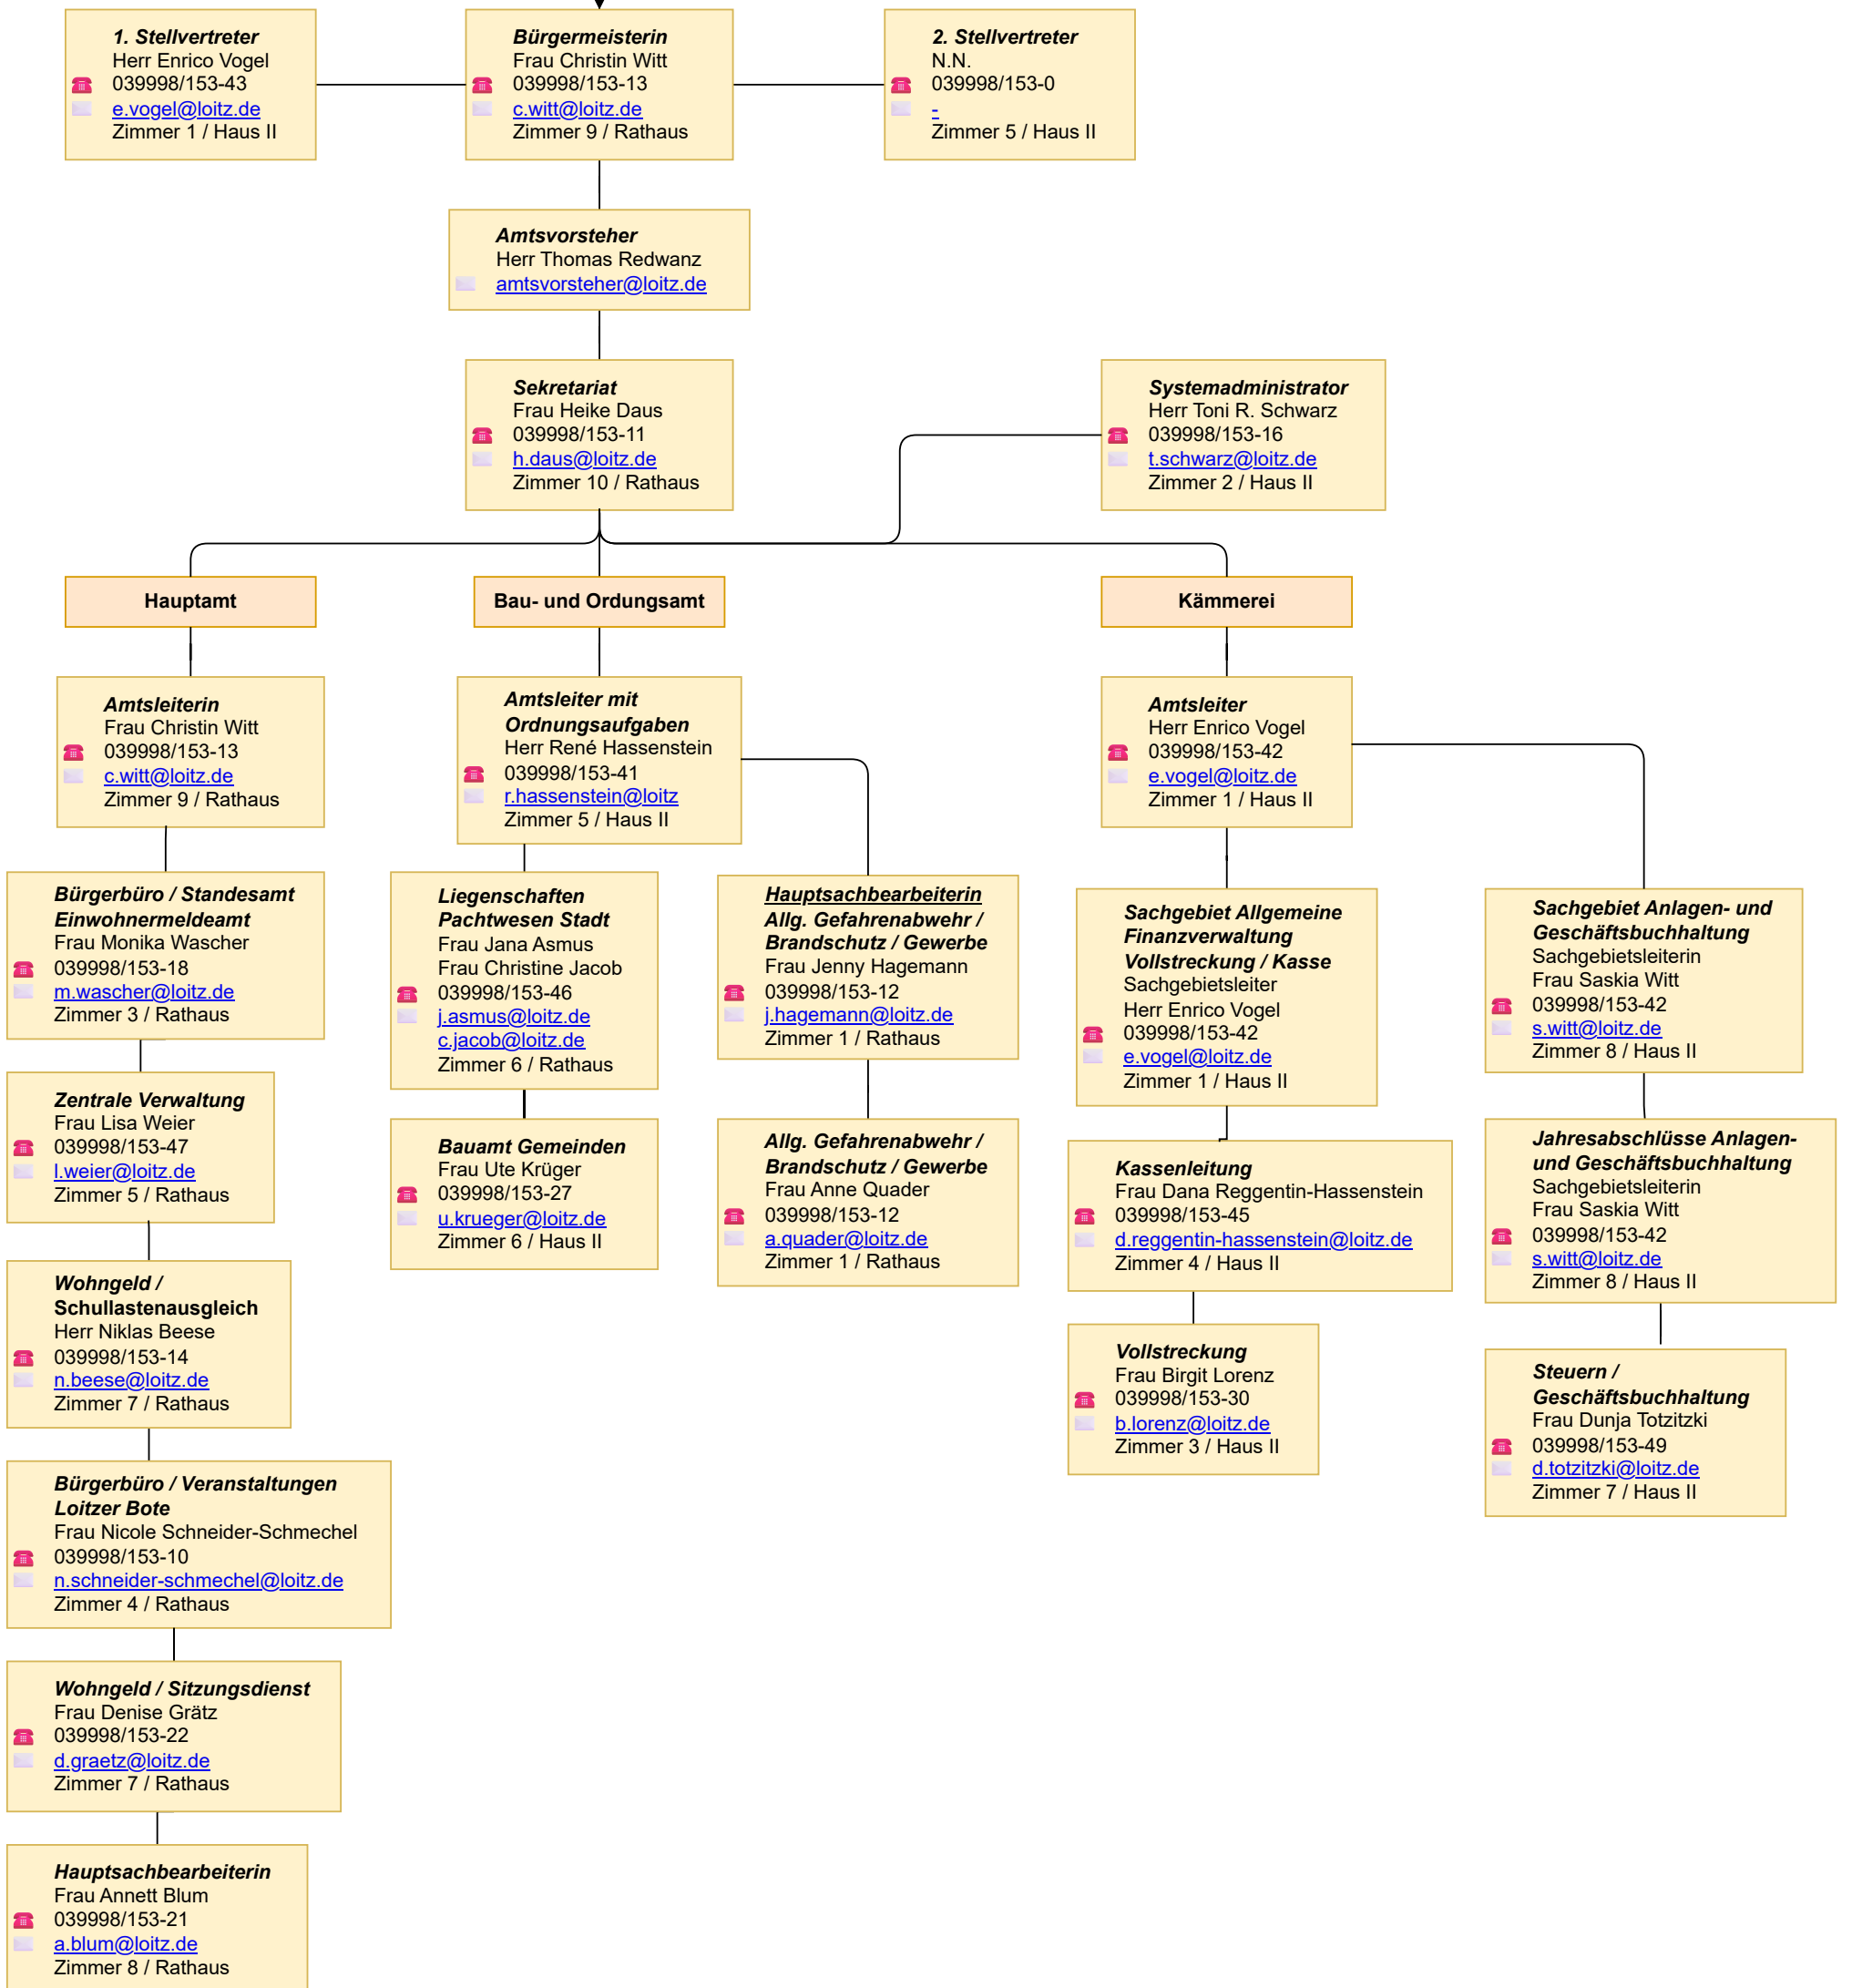 1. Stellvertreter
Herr Enrico Vogel
039998/153-43
e.vogel@loitz.de
Zimmer 1 / Haus II
Bürgermeisterin
Frau Christin Witt
039998/153-13
c.witt@loitz.de
Zimmer 9 / Rathaus
2. Stellvertreter
N.N.
039998/153-0
-
Zimmer 5 / Haus II
Amtsvorsteher
Herr Thomas Redwanz
amtsvorsteher@loitz.de
Sekretariat
Frau Heike Daus
039998/153-11
h.daus@loitz.de
Zimmer 10 / Rathaus
Systemadministrator
Herr Toni R. Schwarz
039998/153-16
t.schwarz@loitz.de
Zimmer 2 / Haus II
Hauptamt
Amtsleiterin
Frau Christin Witt
039998/153-13
c.witt@loitz.de
Zimmer 9 / Rathaus
Bürgerbüro / Standesamt
Einwohnermeldeamt
Frau Monika Wascher
039998/153-18
m.wascher@loitz.de
Zimmer 3 / Rathaus
Zentrale Verwaltung
Frau Lisa Weier
039998/153-47
l.weier@loitz.de
Zimmer 5 / Rathaus
Wohngeld /
Schullastenausgleich
Herr Niklas Beese
039998/153-14
n.beese@loitz.de
Zimmer 7 / Rathaus
Bürgerbüro / Veranstaltungen
Loitzer Bote
Frau Nicole Schneider-Schmechel
039998/153-10
n.schneider-schmechel@loitz.de
Zimmer 4 / Rathaus
Wohngeld / Sitzungsdienst
Frau Denise Grätz
039998/153-22
d.graetz@loitz.de
Zimmer 7 / Rathaus
Hauptsachbearbeiterin
Frau Annett Blum
039998/153-21
a.blum@loitz.de
Zimmer 8 / Rathaus
Bau- und Ordungsamt
Amtsleiter mit
Ordnungsaufgaben
Herr René Hassenstein
039998/153-41
r.hassenstein@loitz
Zimmer 5 / Haus II
Liegenschaften
Pachtwesen Stadt
Frau Jana Asmus
Frau Christine Jacob
039998/153-46
j.asmus@loitz.de
c.jacob@loitz.de
Zimmer 6 / Rathaus
Bauamt Gemeinden
Frau Ute Krüger
039998/153-27
u.krueger@loitz.de
Zimmer 6 / Haus II
Hauptsachbearbeiterin
Allg. Gefahrenabwehr /
Brandschutz / Gewerbe
Frau Jenny Hagemann
039998/153-12
j.hagemann@loitz.de
Zimmer 1 / Rathaus
Allg. Gefahrenabwehr /
Brandschutz / Gewerbe
Frau Anne Quader
039998/153-12
a.quader@loitz.de
Zimmer 1 / Rathaus
Kämmerei
Amtsleiter
Herr Enrico Vogel
039998/153-42
e.vogel@loitz.de
Zimmer 1 / Haus II
Sachgebiet Allgemeine
Finanzverwaltung
Vollstreckung / Kasse
Sachgebietsleiter
Herr Enrico Vogel
039998/153-42
e.vogel@loitz.de
Zimmer 1 / Haus II
Kassenleitung
Frau Dana Reggentin-Hassenstein
039998/153-45
d.reggentin-hassenstein@loitz.de
Zimmer 4 / Haus II
Vollstreckung
Frau Birgit Lorenz
039998/153-30
b.lorenz@loitz.de
Zimmer 3 / Haus II
Sachgebiet Anlagen- und
Geschäftsbuchhaltung
Sachgebietsleiterin
Frau Saskia Witt
039998/153-42
s.witt@loitz.de
Zimmer 8 / Haus II
Jahresabschlüsse Anlagen-
und Geschäftsbuchhaltung
Sachgebietsleiterin
Frau Saskia Witt
039998/153-42
s.witt@loitz.de
Zimmer 8 / Haus II
Steuern /
Geschäftsbuchhaltung
Frau Dunja Totzitzki
039998/153-49
d.totzitzki@loitz.de
Zimmer 7 / Haus II